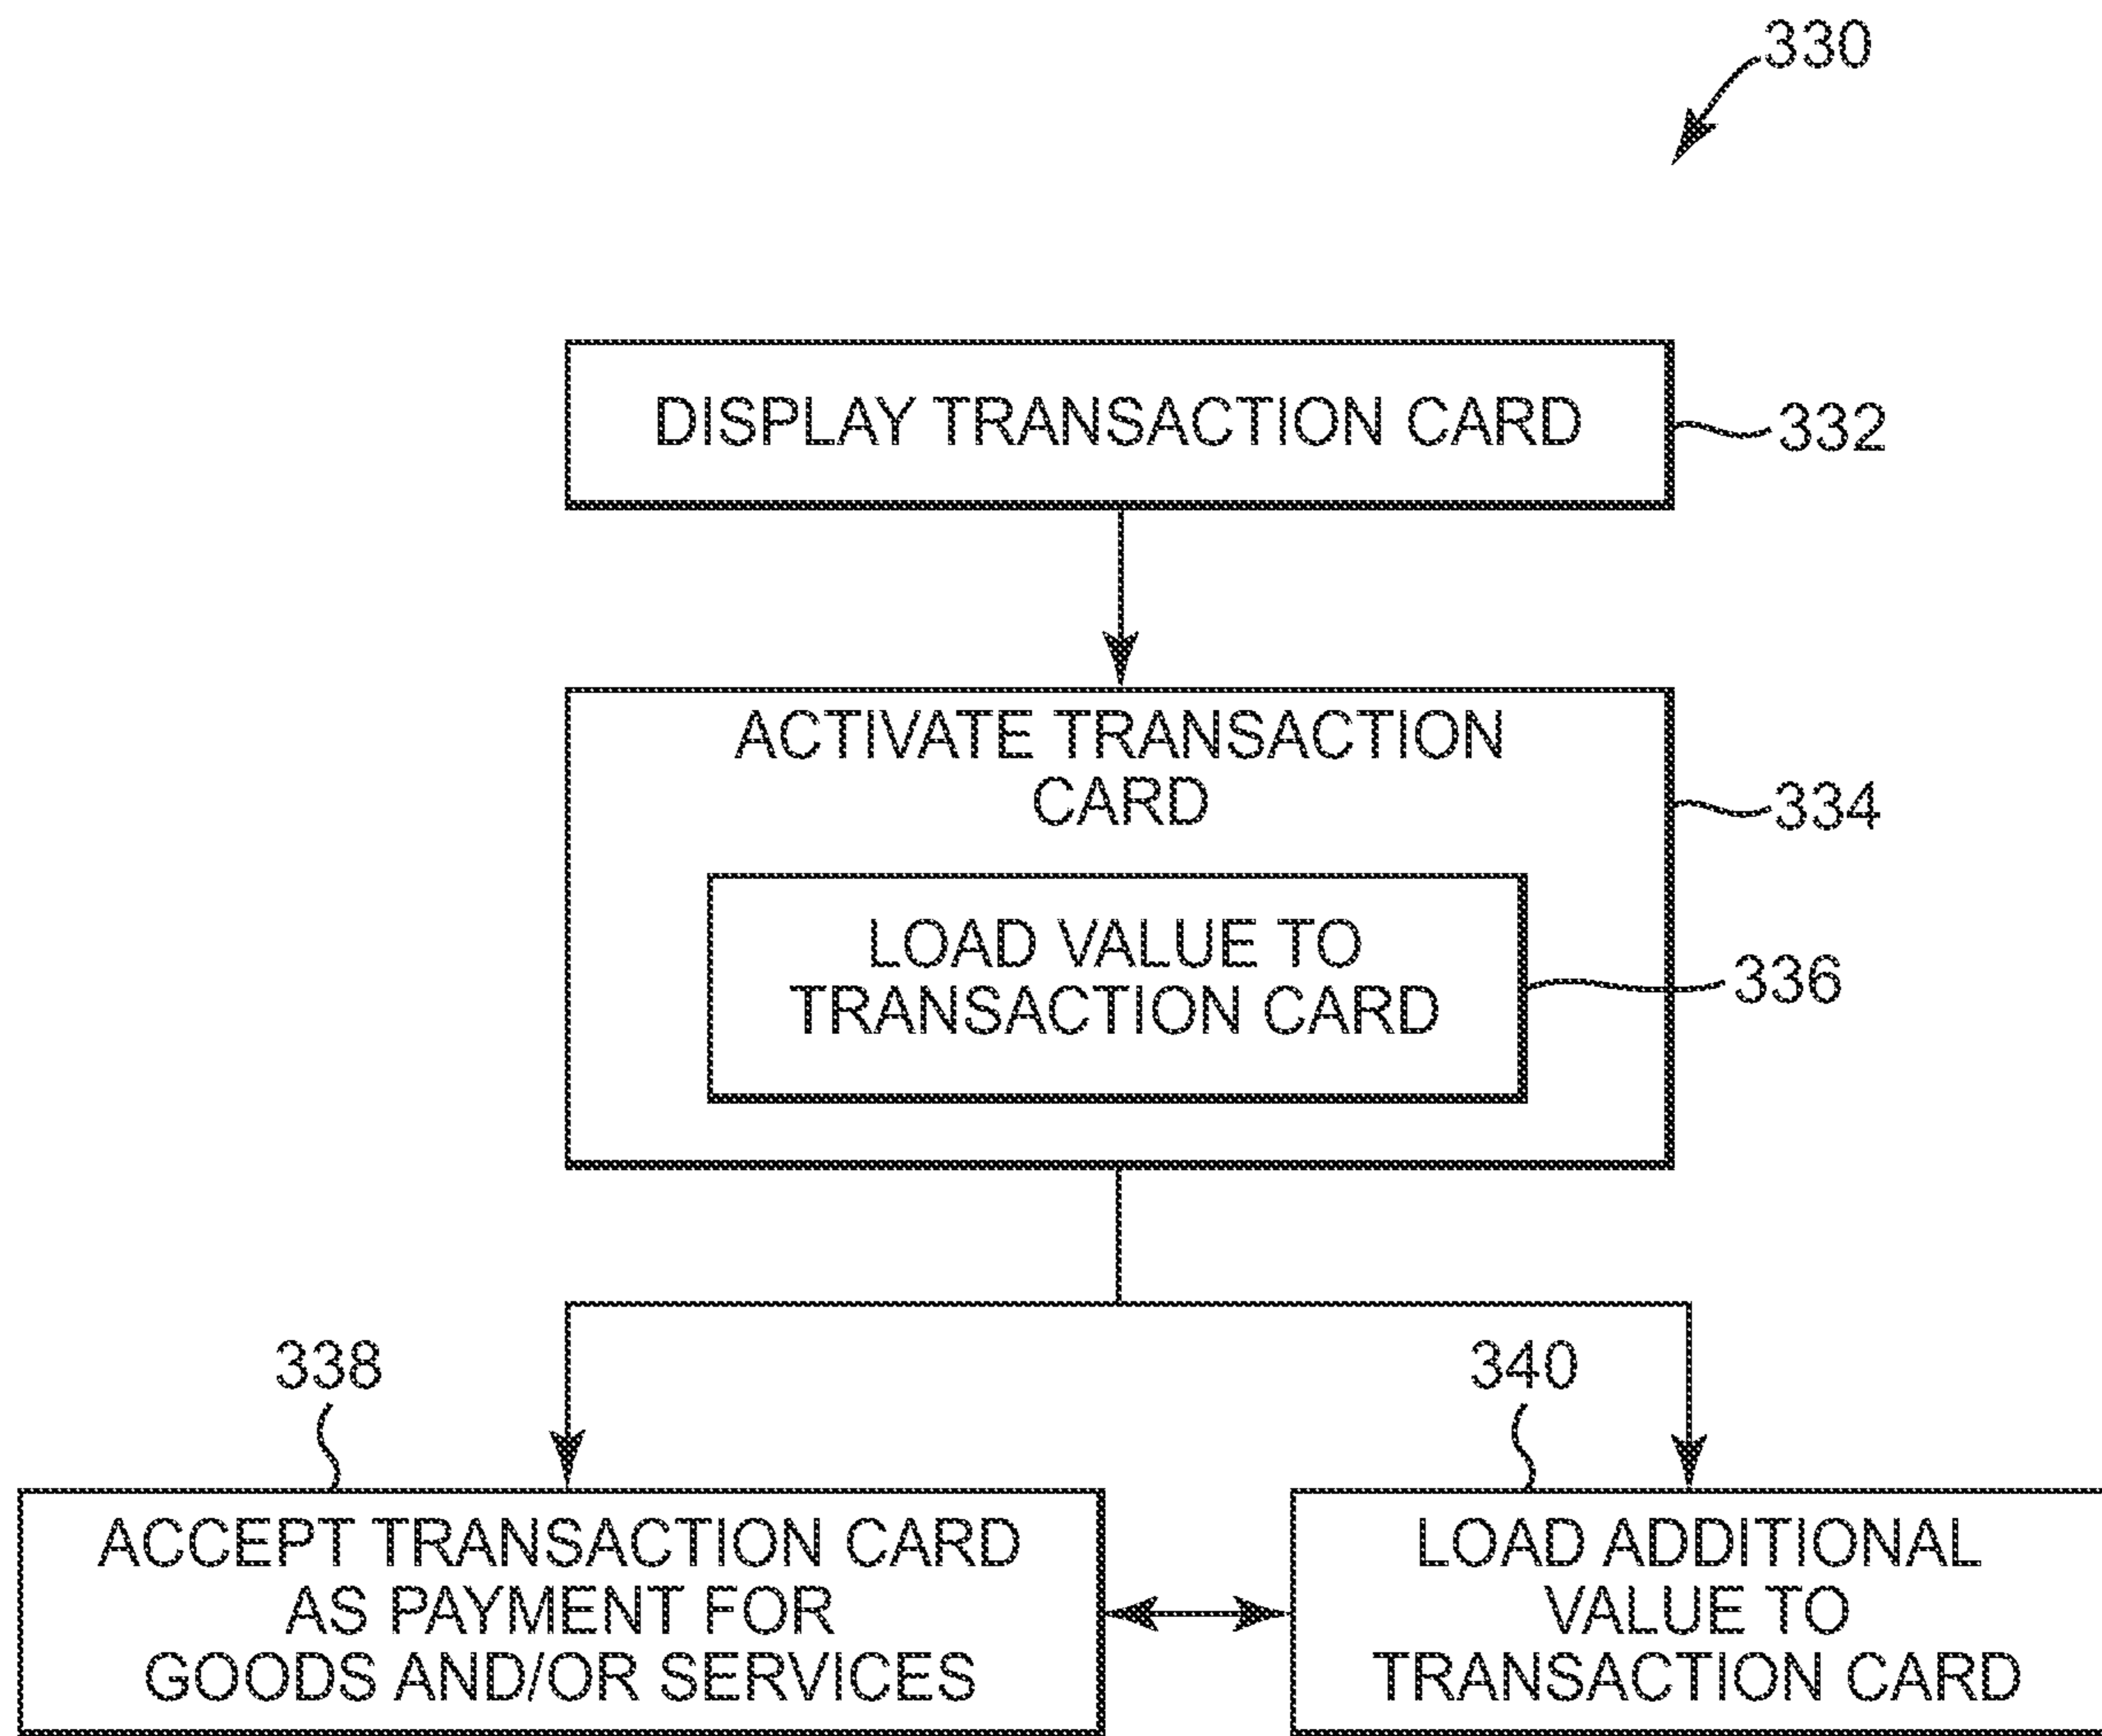 330
DISPLAY TRANSACTION CARD
332
ACTIVATE TRANSACTION
CARD
334
LOAD VALUE TO
TRANSACTION CARD
336
338
340
ACCEPT TRANSACTION CARD
AS PAYMENT FOR
GOODS AND/OR SERVICES
LOAD ADDITIONAL
VALUE TO
TRANSACTION CARD